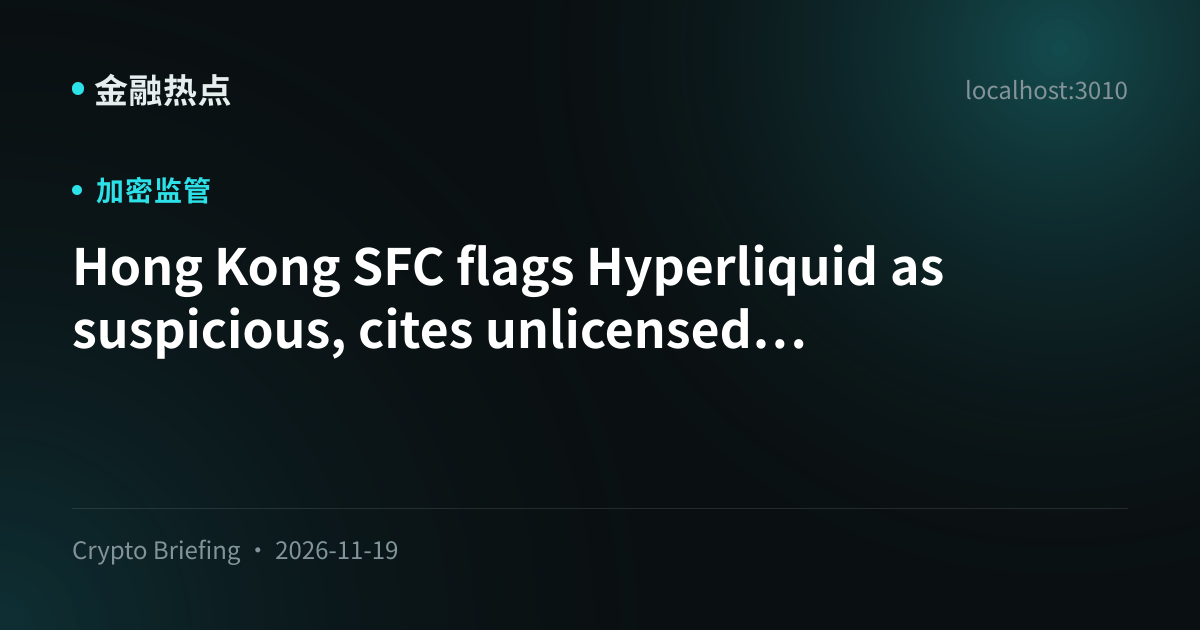 金融热点
localhost:3010
加密监管
Hong Kong SFC flags Hyperliquid as
suspicious, cites unlicensed…
Crypto Briefing · 2026-11-19